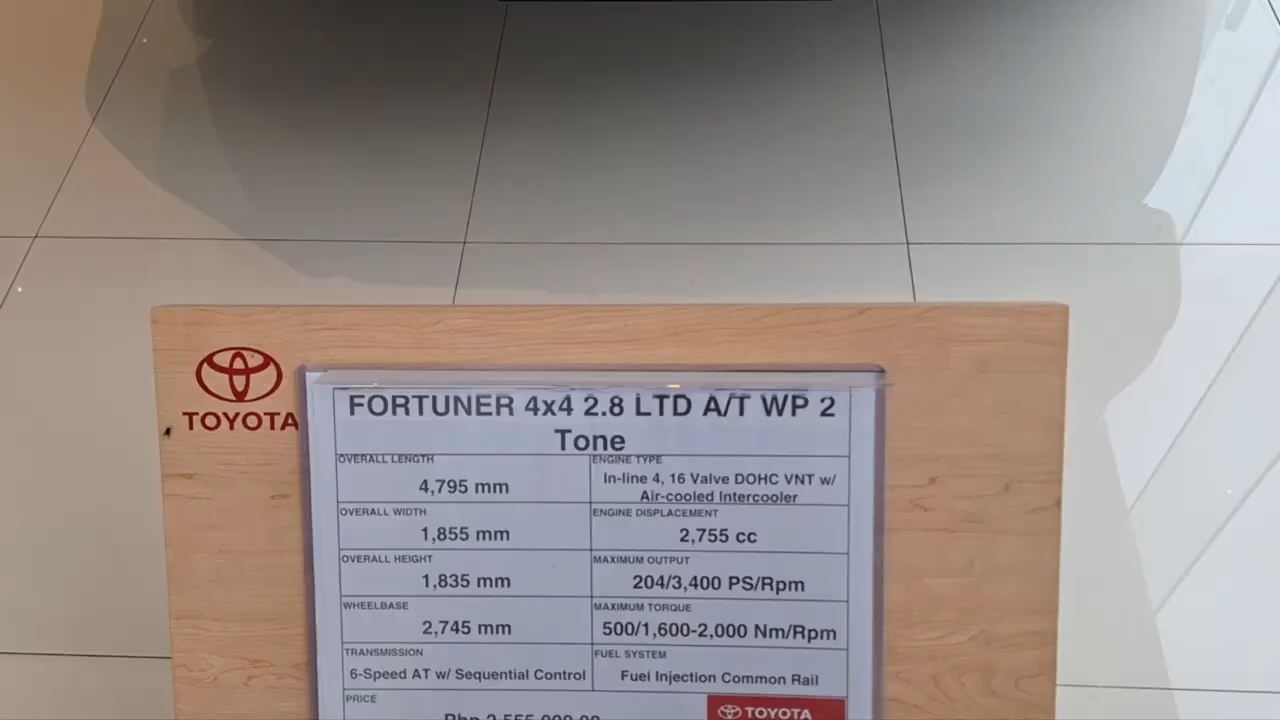 TOYOTA
FORTUNER 4x4 2.8 LTD A/T WP 2
Tone
OVERALL LENGTH
4,795 mm
ENGINE TYPE
In-line 4, 16 Valve DOHC VNT w/
Air-cooled Intercooler
OVERALL WIDTH
1,855 mm
ENGINE DISPLACEMENT
2,755 cc
OVERALL HEIGHT
1,835 mm
MAXIMUM OUTPUT
204/3,400 PS/Rpm
WHEELBASE
2,745 mm
MAXIMUM TORQUE
500/1,600-2,000 Nm/Rpm
TRANSMISSION
6-Speed AT w/ Sequential Control
FUEL SYSTEM
Fuel Injection Common Rail
PRICE
TOYOTA